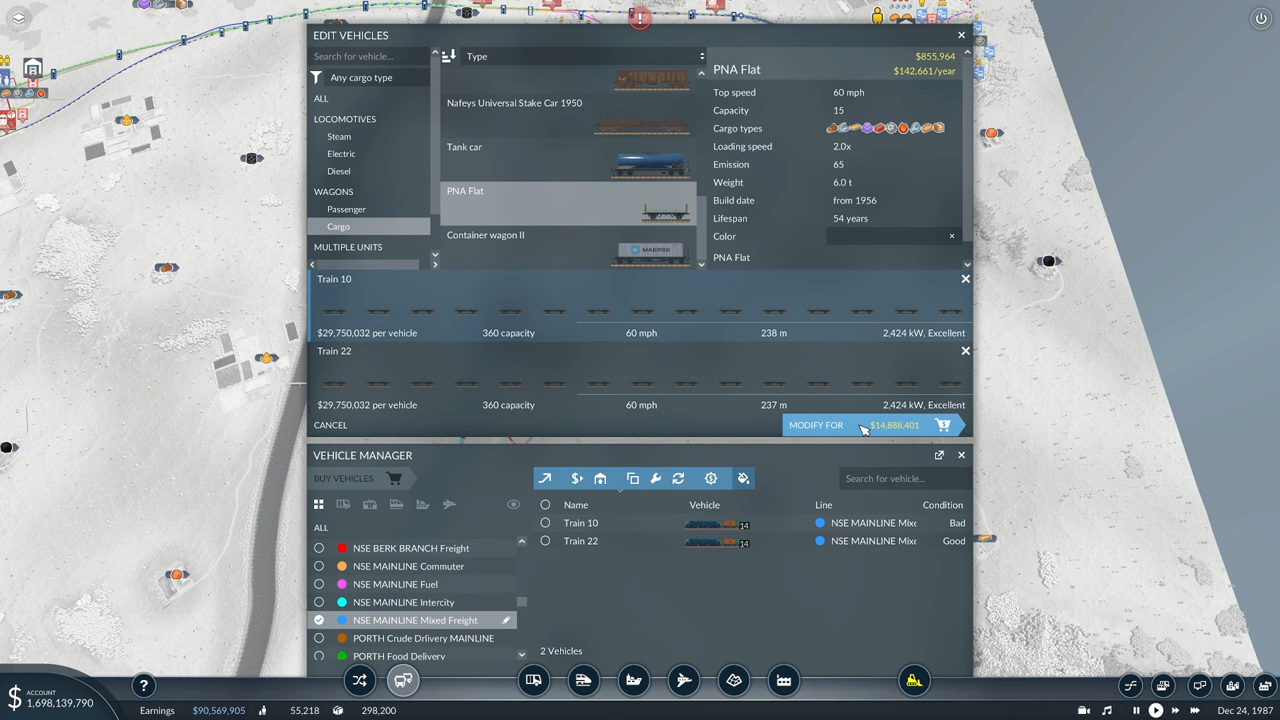 EDIT VEHICLES
Search for vehicle...
Any cargo type
ALL
LOCOMOTIVES
Steam
Electric
Diesel
WAGONS
Passenger
Cargo
MULTIPLE UNITS
Type
Nafeys Universal Stake Car 1950
Tank car
PNA Flat
Container wagon II
MAERSK
$855,964
PNA Flat
$142,661/year
Top speed 60 mph
Capacity 15
Cargo types
Loading speed 2.0x
Emission 65
Weight 6.0 t
Build date from 1956
Lifespan 54 years
Color
PNA Flat
Train 10
$29,750,032 per vehicle 360 capacity 60 mph 238 m 2,424 kW, Excellent
Train 22
$29,750,032 per vehicle 360 capacity 60 mph 237 m 2,424 kW, Excellent
CANCEL
MODIFY FOR $14,888,401
VEHICLE MANAGER
BUY VEHICLES
Search for vehicle...
ALL
NSE BERK BRANCH Freight
NSE MAINLINE Commuter
NSE MAINLINE Fuel
NSE MAINLINE Intercity
NSE MAINLINE Mixed Freight
PORTH Crude Drlivery MAINLINE
PORTH Food Delivery
Name Vehicle Line Condition
Train 10 14 NSE MAINLINE Mixe Bad
Train 22 14 NSE MAINLINE Mixe Good
2 Vehicles
$ ACCOUNT
1,698,139,790
?
Earnings $90,569,905 55,218 298,200
Dec 24, 1987